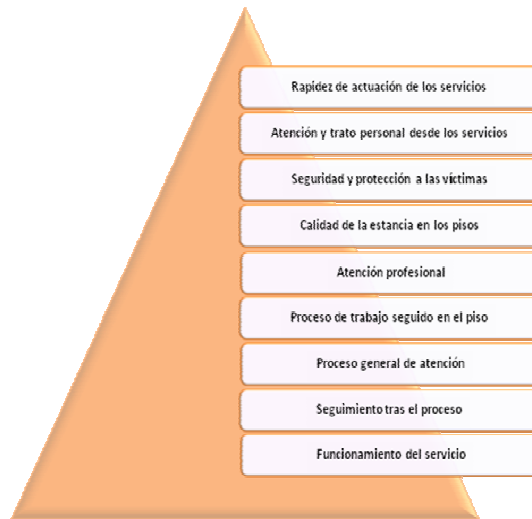 Rapidez de actuación de los servicios
Atención y trato personal desde los servicios
Seguridad y protección a las víctimas
Calidad de la estancia en los pisos
Atención profesional
Proceso de trabajo seguido en el piso
Proceso general de atención
Seguimiento tras el proceso
Funcionamiento del servicio